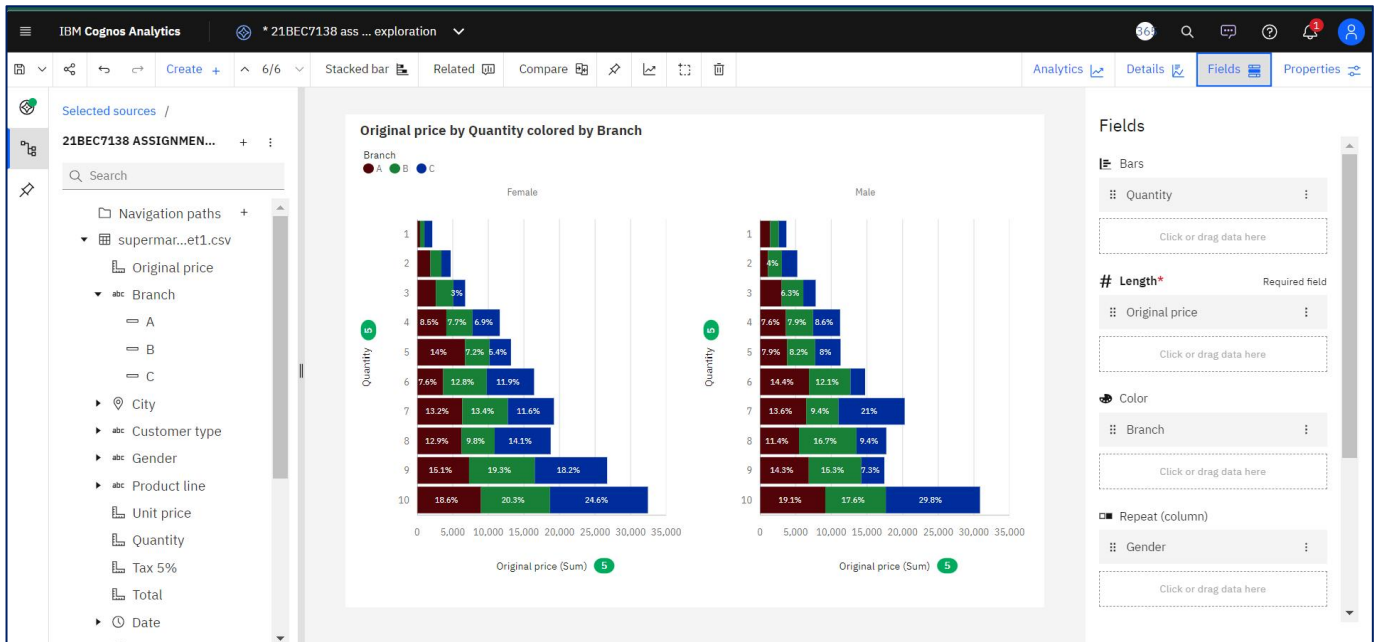 IBM Cognos Analytics
* 21BEC7138 ass ... exploration
365
1
Create +
6/6
Stacked bar
Related
Compare
Analytics
Details
Fields
Properties
Selected sources /
21BEC7138 ASSIGNMEN...
Search
Navigation paths +
supermar...et1.csv
Original price
abc Branch
A
B
C
City
abc Customer type
abc Gender
abc Product line
Unit price
Quantity
Tax 5%
Total
Date
Original price by Quantity colored by Branch
Branch
A B C
Female
1
2
3 3%
4 8.5% 7.7% 6.9%
5 14% 7.2% 5.4%
6 7.6% 12.8% 11.9%
7 13.2% 13.4% 11.6%
8 12.9% 9.8% 14.1%
9 15.1% 19.3% 18.2%
10 18.6% 20.3% 24.6%
Quantity 5
0 5,000 10,000 15,000 20,000 25,000 30,000 35,000
Original price (Sum) 5
Male
1
2 4%
3 6.3%
4 7.6% 7.9% 8.6%
5 7.9% 8.2% 8%
6 14.4% 12.1%
7 13.6% 9.4% 21%
8 11.4% 16.7% 9.4%
9 14.3% 15.3% 7.3%
10 19.1% 17.6% 29.8%
Quantity 5
0 5,000 10,000 15,000 20,000 25,000 30,000 35,000
Original price (Sum) 5
Fields
Bars
Quantity
Click or drag data here
# Length* Required field
Original price
Click or drag data here
Color
Branch
Click or drag data here
Repeat (column)
Gender
Click or drag data here